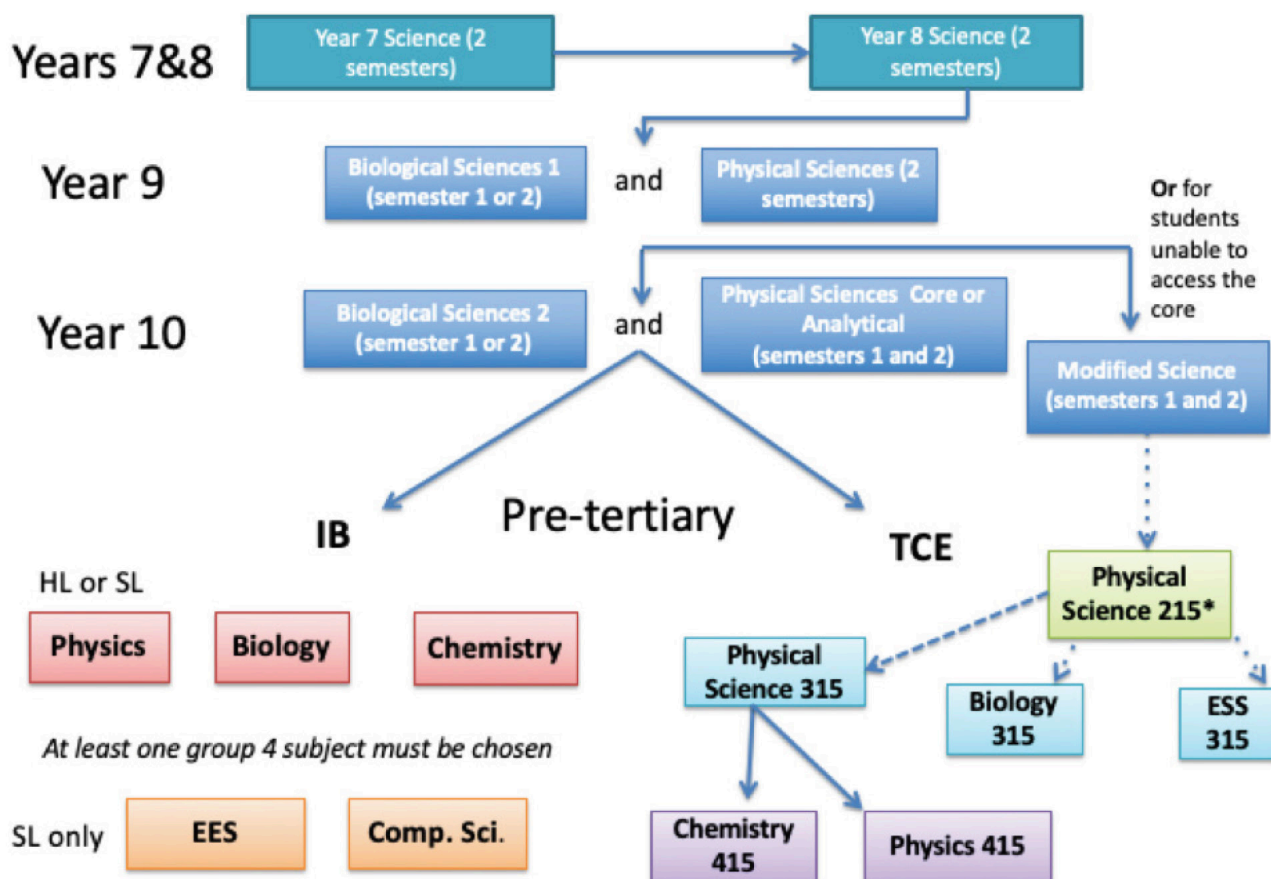 Years 7&8
Year 7 Science (2
semesters)
Year 8 Science (2
semesters)
Year 9
Biological Sciences 1
(semester 1 or 2)
and
Physical Sciences (2
semesters)
Or for
students
unable to
access the
core
Year 10
Biological Sciences 2
(semester 1 or 2)
and
Physical Sciences Core or
Analytical
(semesters 1 and 2)
Modified Science
(semesters 1 and 2)
Pre-tertiary
IB
TCE
HL or SL
Physics
Biology
Chemistry
Physical
Science 215*
Physical
Science 315
Biology
315
ESS
315
At least one group 4 subject must be chosen
SL only
EES
Comp. Sci.
Chemistry
415
Physics 415